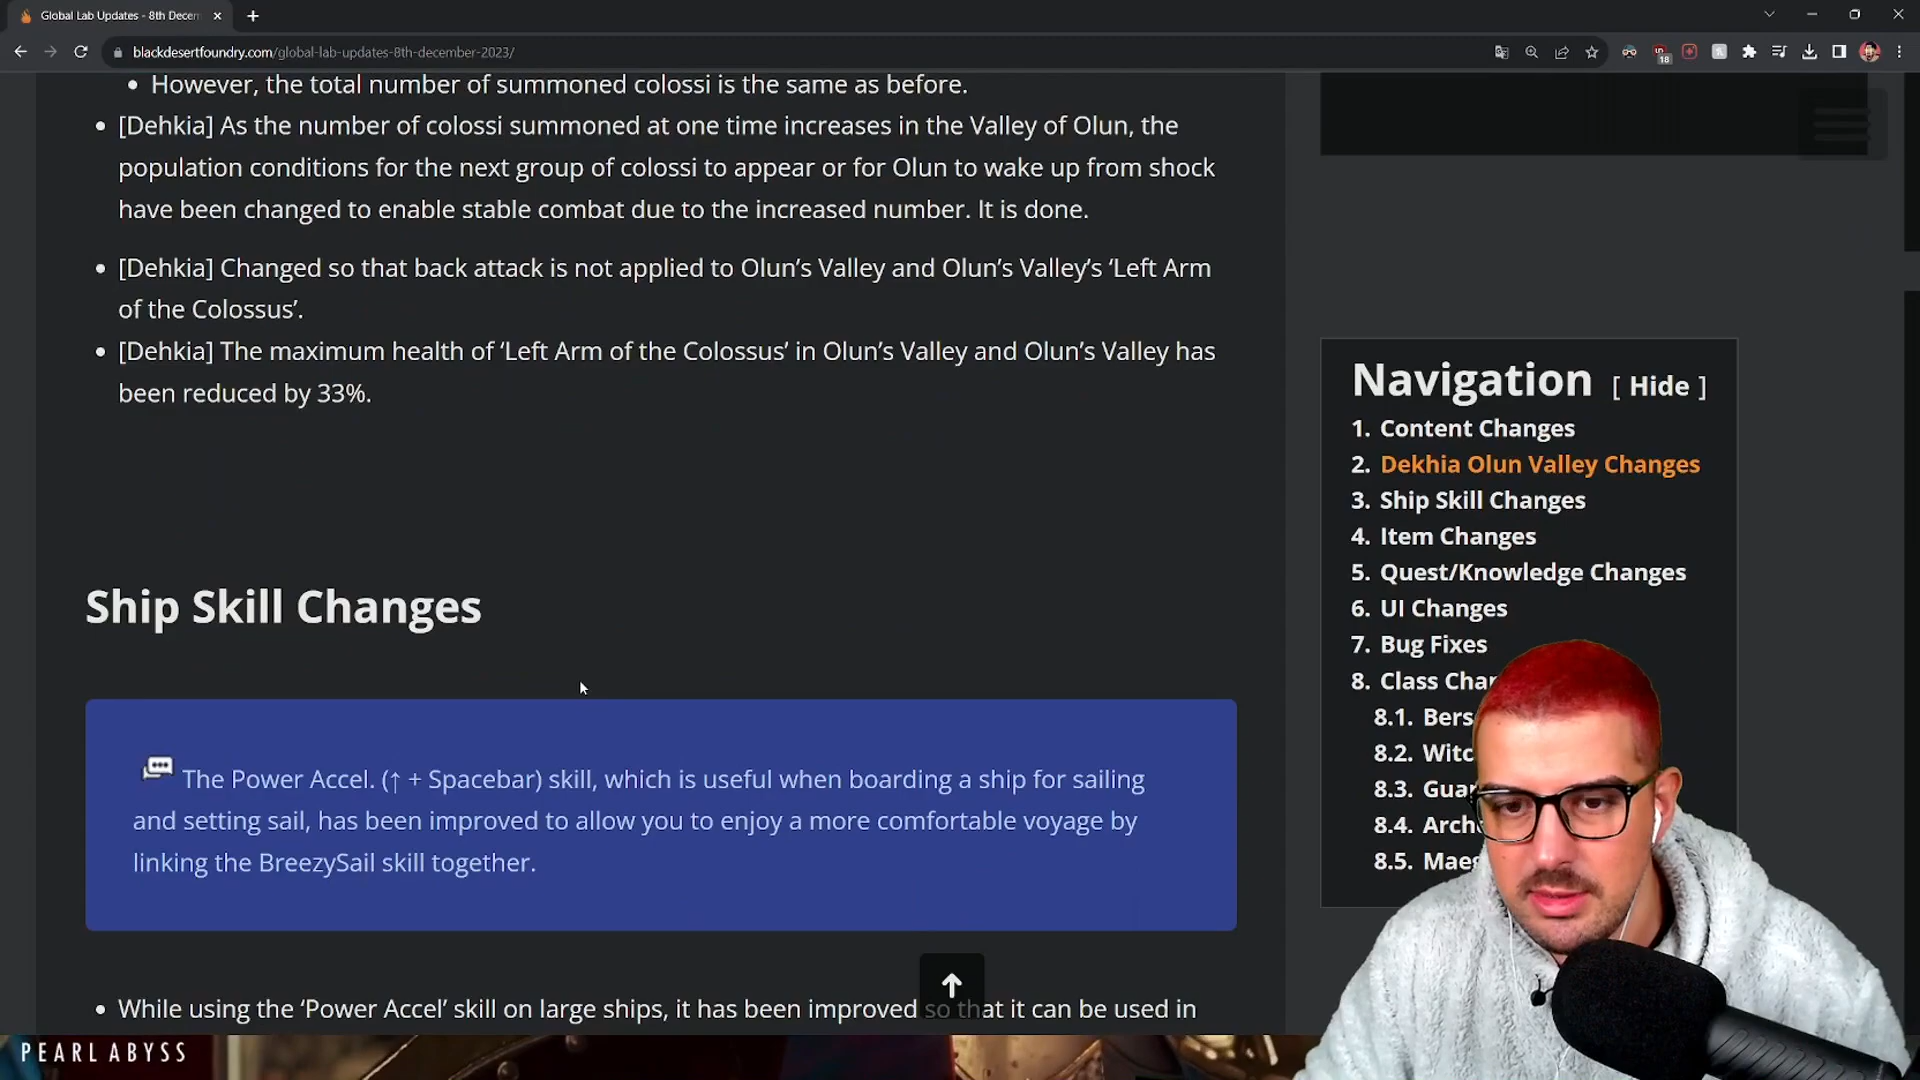 Global Lab Updates - 8th Decem
blackdesertfoundry.com/global-lab-updates-8th-december-2023/
18
However, the total number of summoned colossi is the same as before.
[Dehkia] As the number of colossi summoned at one time increases in the Valley of Olun, the
population conditions for the next group of colossi to appear or for Olun to wake up from shock
have been changed to enable stable combat due to the increased number. It is done.
[Dehkia] Changed so that back attack is not applied to Olun’s Valley and Olun’s Valley’s ‘Left Arm
of the Colossus’.
[Dehkia] The maximum health of ‘Left Arm of the Colossus’ in Olun’s Valley and Olun’s Valley has
been reduced by 33%.
Ship Skill Changes
The Power Accel. (↑ + Spacebar) skill, which is useful when boarding a ship for sailing
and setting sail, has been improved to allow you to enjoy a more comfortable voyage by
linking the BreezySail skill together.
While using the ‘Power Accel’ skill on large ships, it has been improved so that it can be used in
Navigation [ Hide ]
1. Content Changes
2. Dekhia Olun Valley Changes
3. Ship Skill Changes
4. Item Changes
5. Quest/Knowledge Changes
6. UI Changes
7. Bug Fixes
8. Class Chan
8.1. Bers
8.2. Witc
8.3. Guar
8.4. Arche
8.5. Maeg
PEARL ABYSS